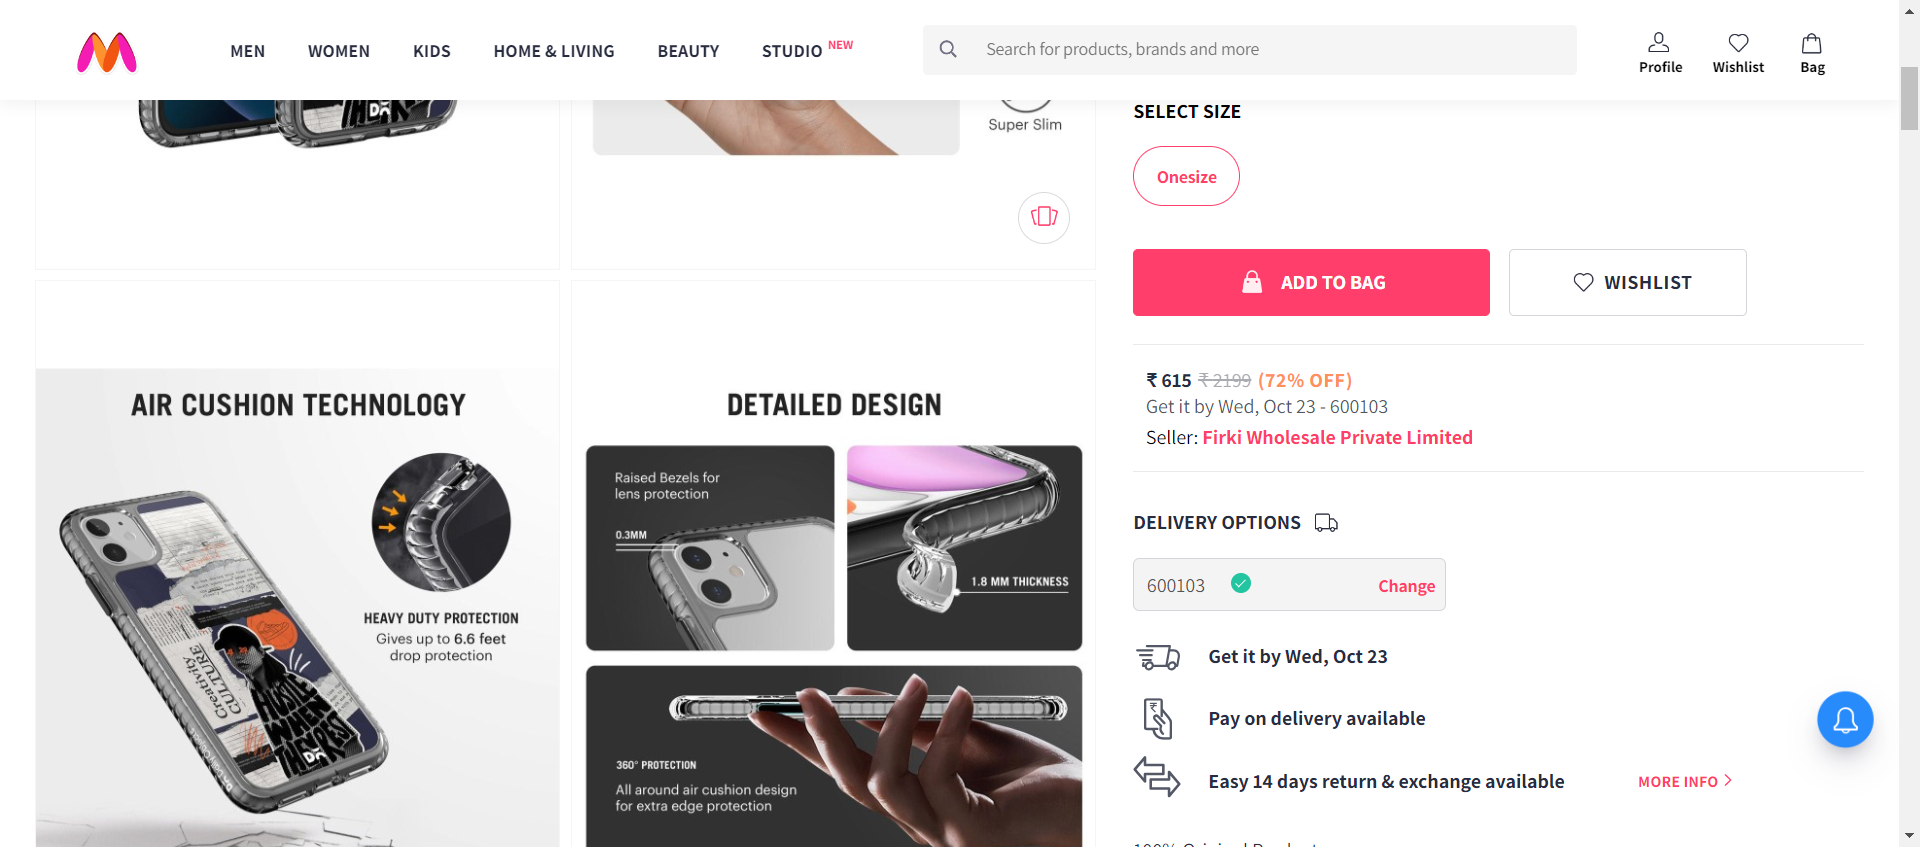 MEN WOMEN KIDS HOME & LIVING BEAUTY STUDIO NEW
Search for products, brands and more
Profile Wishlist Bag
Super Slim
SELECT SIZE
Onesize
ADD TO BAG
WISHLIST
₹ 615 ₹ 2199 (72% OFF)
Get it by Wed, Oct 23 - 600103
Seller: Firki Wholesale Private Limited
DELIVERY OPTIONS
600103 Change
Get it by Wed, Oct 23
Pay on delivery available
Easy 14 days return & exchange available
MORE INFO
AIR CUSHION TECHNOLOGY
HEAVY DUTY PROTECTION
Gives up to 6.6 feet
drop protection
Creativity
CULTURE
DETAILED DESIGN
Raised Bezels for
lens protection
0.3MM
1.8 MM THICKNESS
360° PROTECTION
All around air cushion design
for extra edge protection